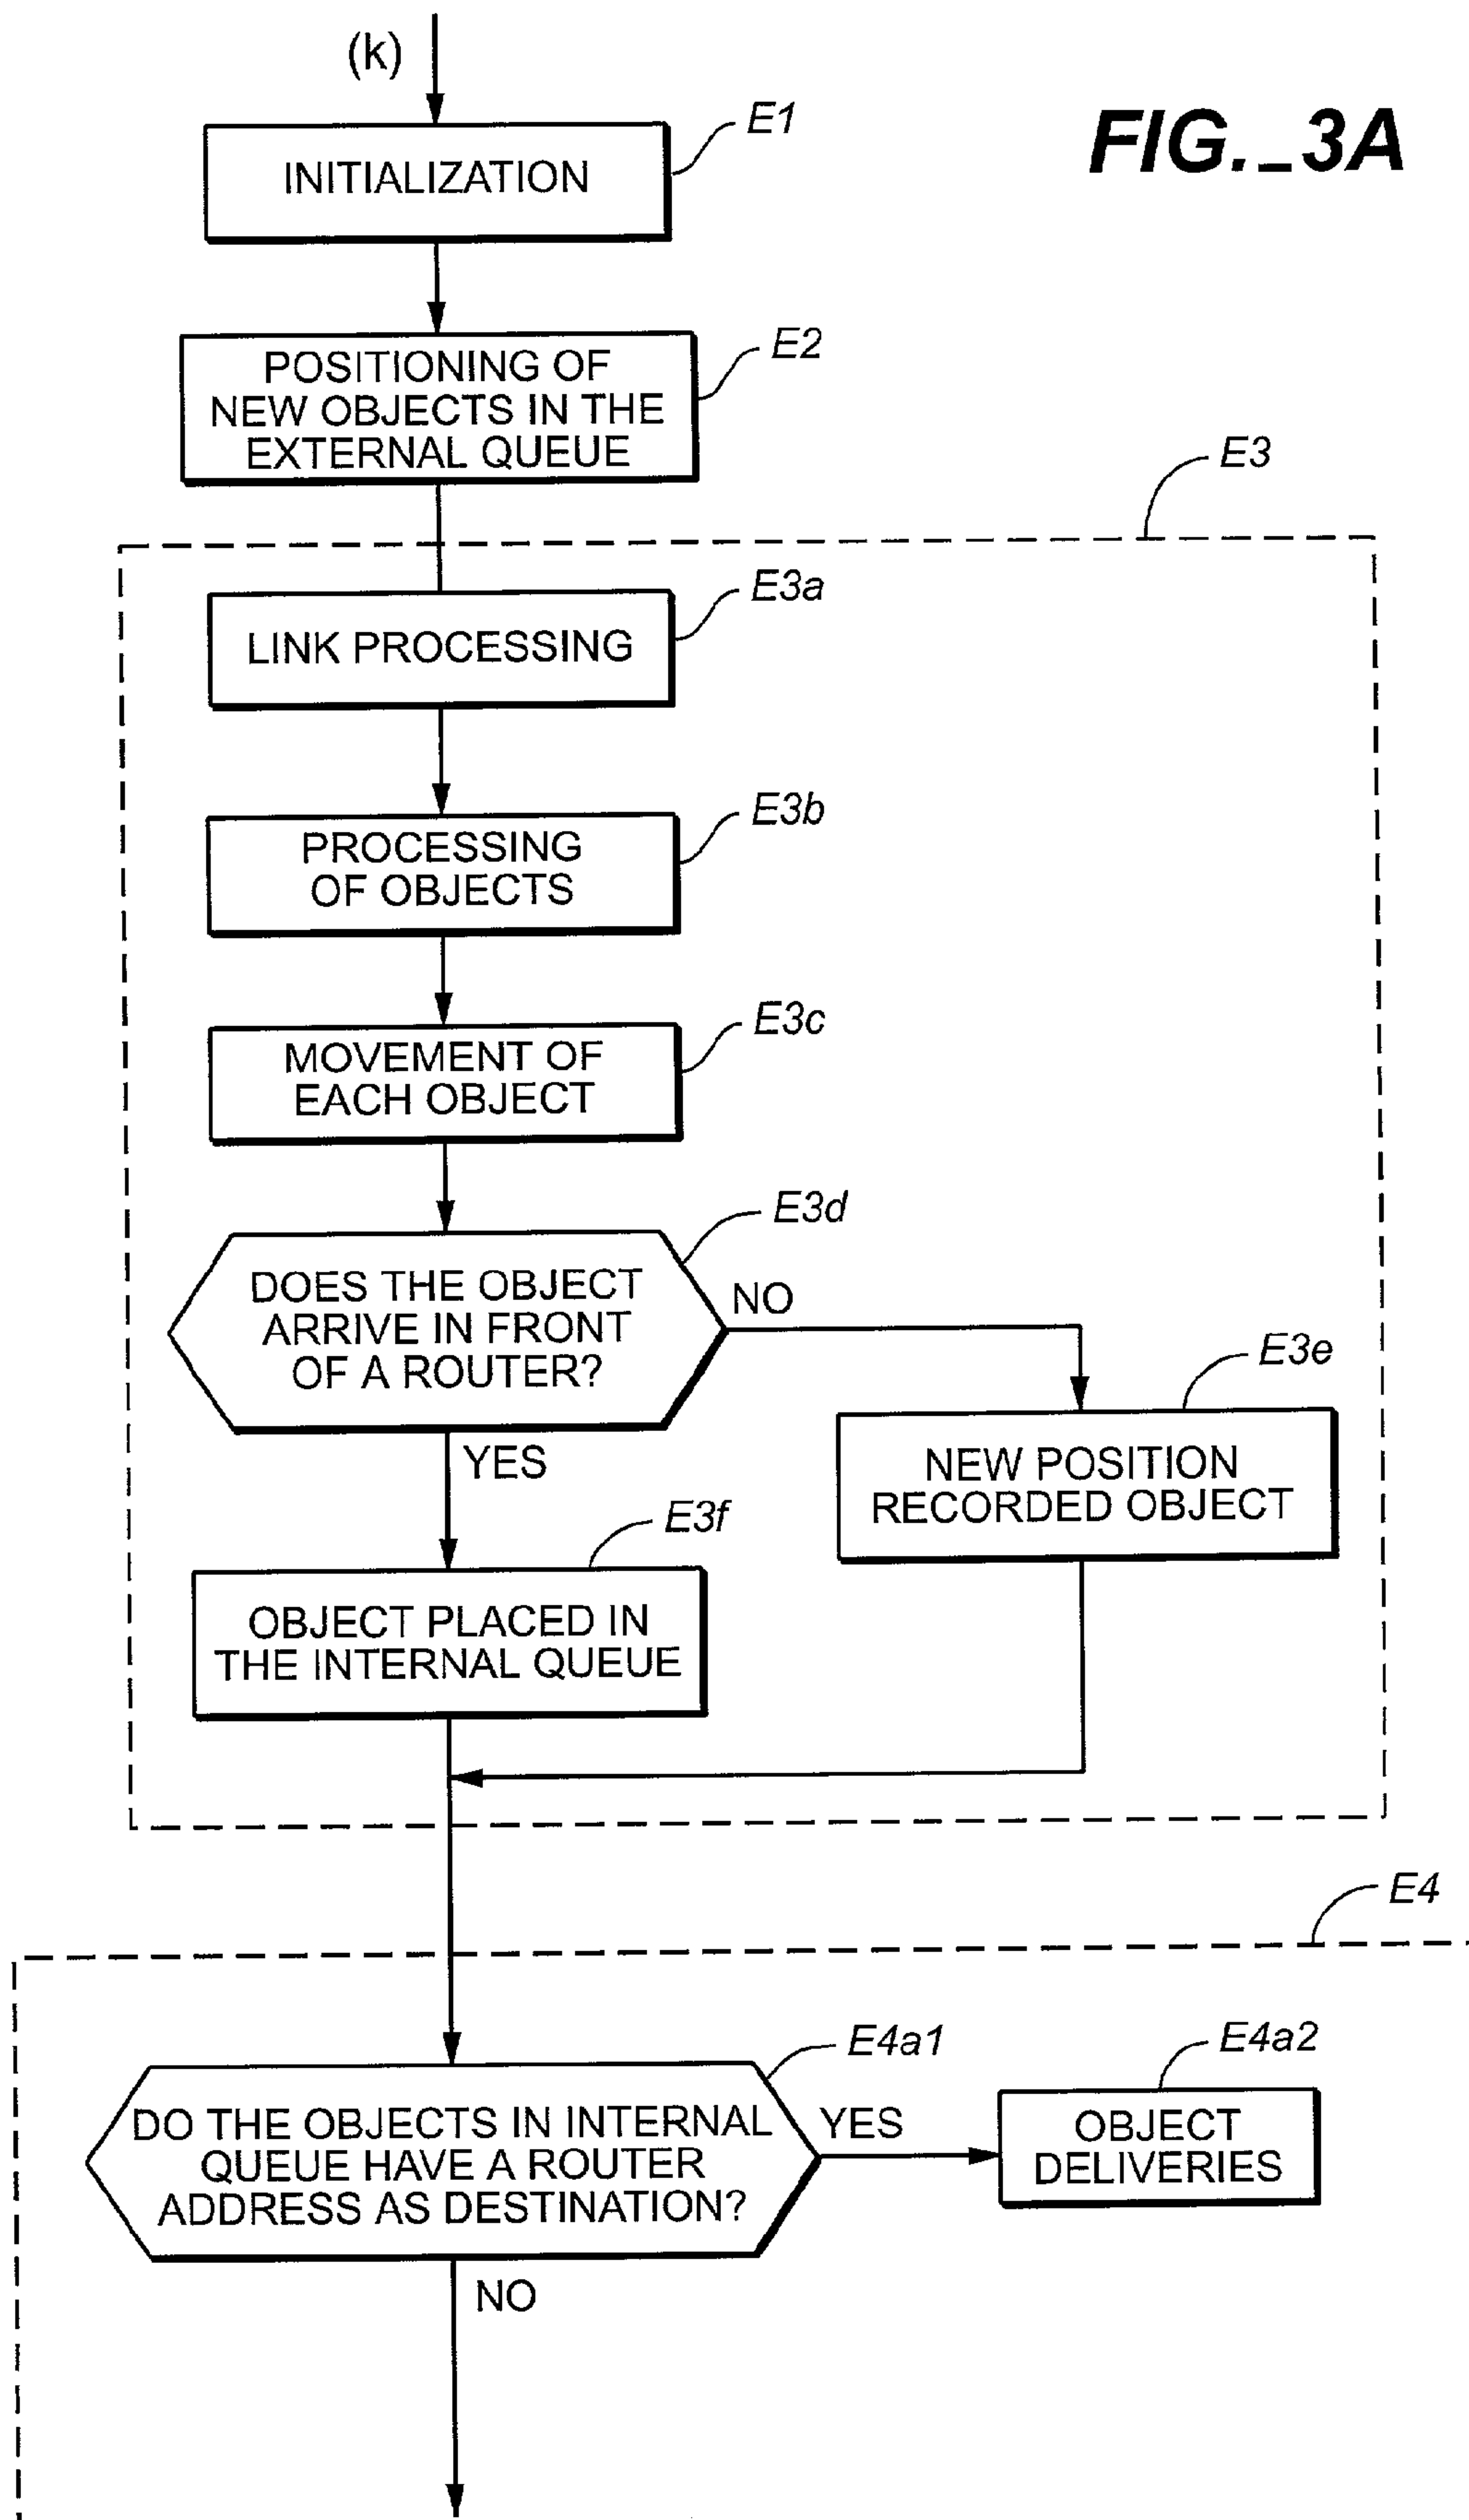 (k)
FIG._3A
E1
INITIALIZATION
E2
POSITIONING OF
NEW OBJECTS IN THE
EXTERNAL QUEUE
E3
E3a
LINK PROCESSING
E3b
PROCESSING
OF OBJECTS
E3c
MOVEMENT OF
EACH OBJECT
E3d
DOES THE OBJECT
ARRIVE IN FRONT
OF A ROUTER?
NO
YES
E3e
NEW POSITION
RECORDED OBJECT
E3f
OBJECT PLACED IN
THE INTERNAL QUEUE
E4
E4a1
DO THE OBJECTS IN INTERNAL
QUEUE HAVE A ROUTER
ADDRESS AS DESTINATION?
YES
E4a2
OBJECT
DELIVERIES
NO